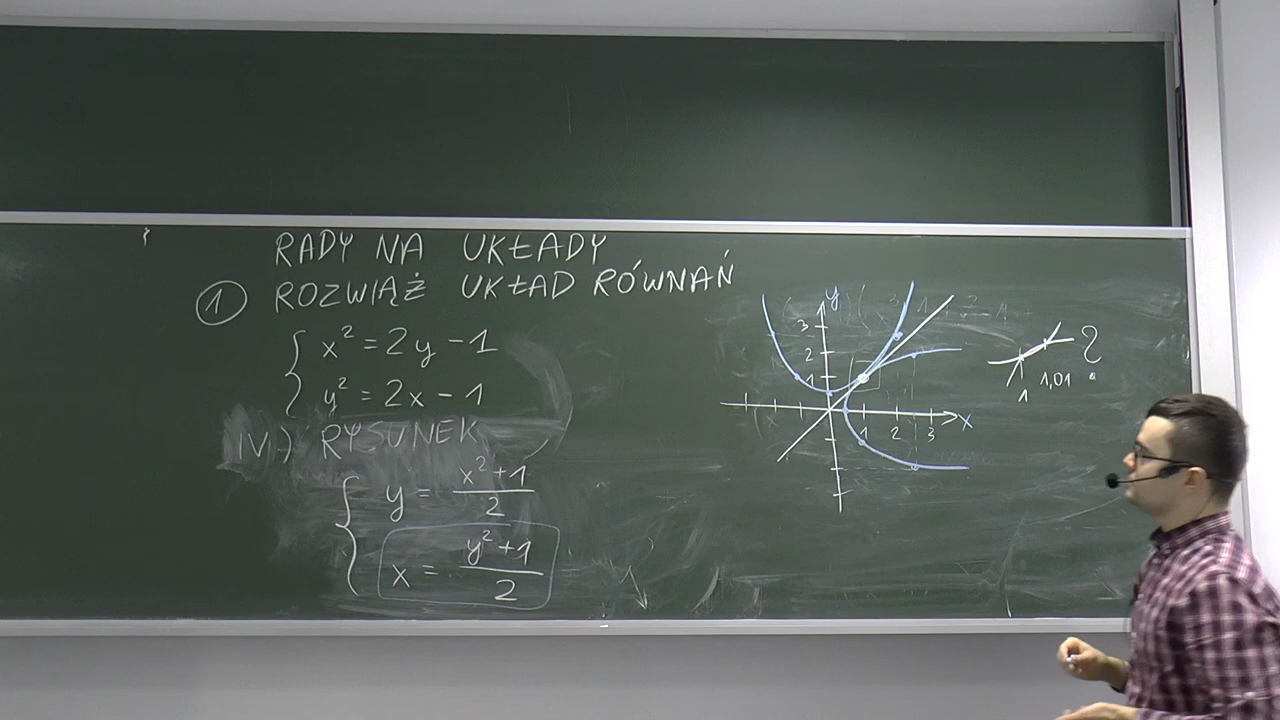 RADY NA UKŁADY
① ROZWIĄŻ UKŁAD RÓWNAŃ
{ x² = 2y - 1
{ y² = 2x - 1
IV.) RYSUNEK
{ y = (x² + 1)/2
{ x = (y² + 1)/2
y
3
2
1
1 2 3
x
1 1,01 ?